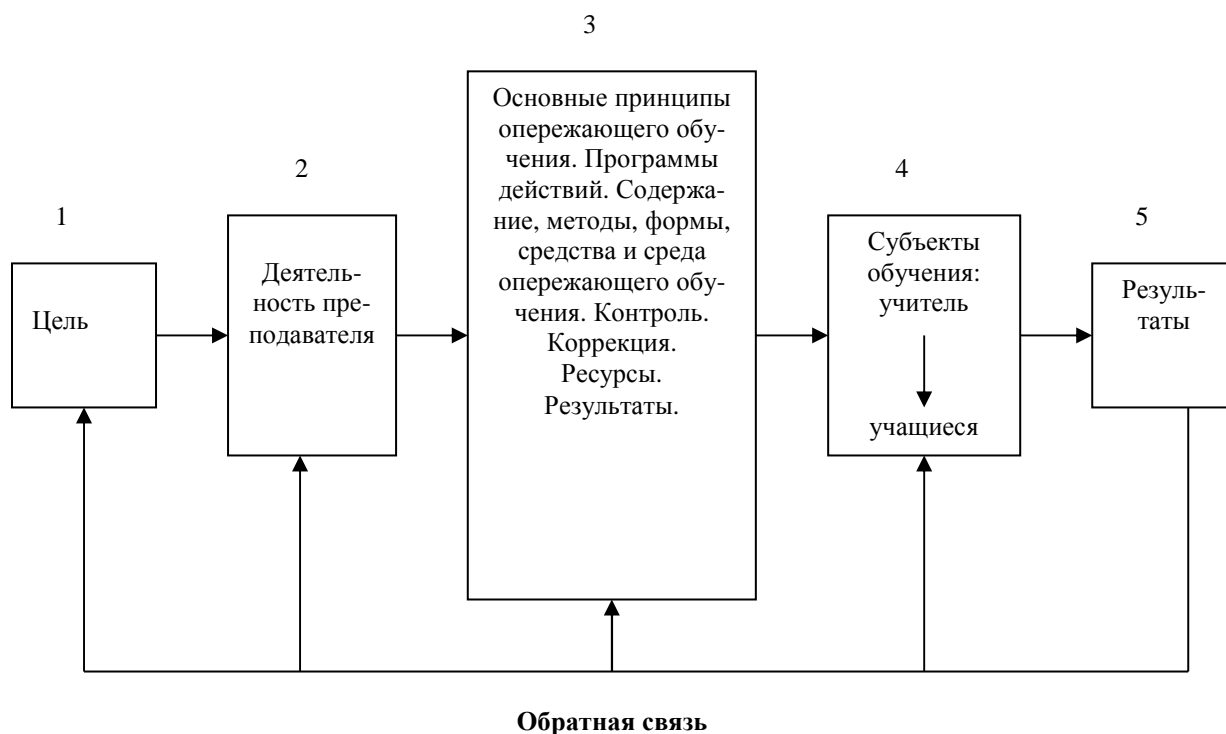 1
Цель
2
Деятель-
ность пре-
подавателя
3
Основные принципы
опережающего обу-
чения. Программы
действий. Содержа-
ние, методы, формы,
средства и среда
опережающего обу-
чения. Контроль.
Коррекция.
Ресурсы.
Результаты.
4
Субъекты
обучения:
учитель
учащиеся
5
Резуль-
таты
Обратная связь